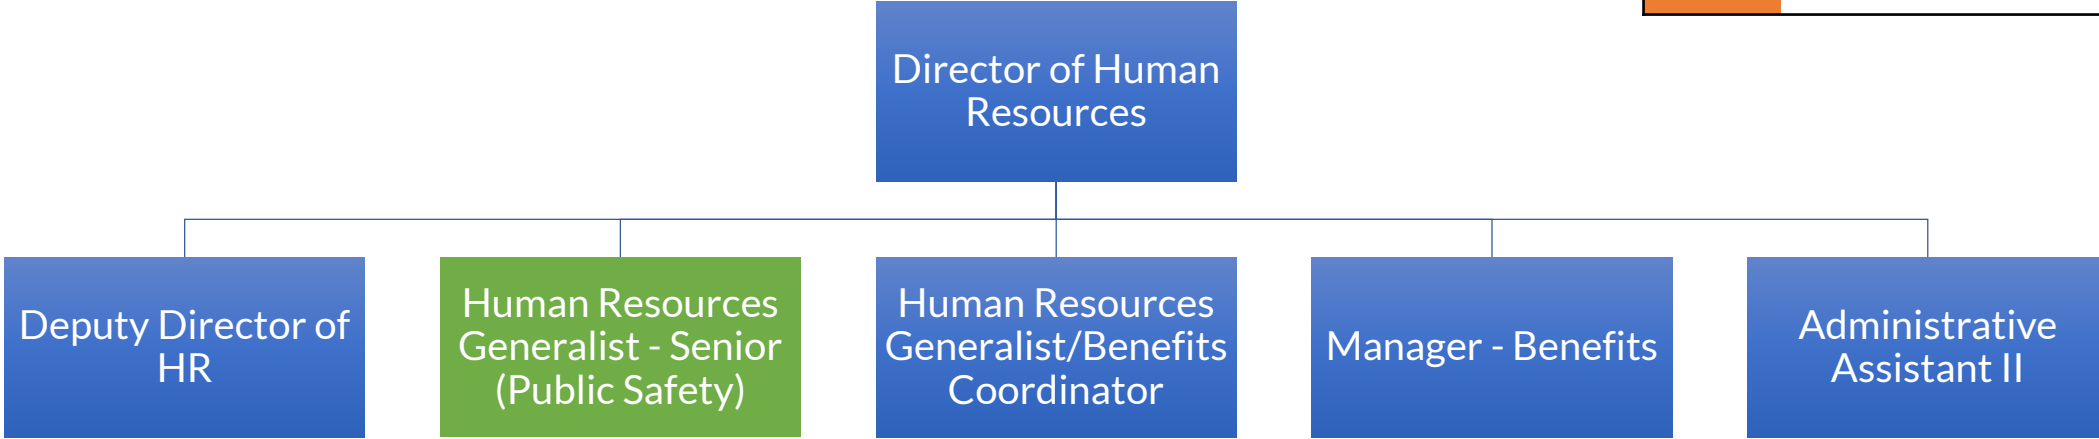 Director of Human
Resources
Deputy Director of
HR
Human Resources
Generalist - Senior
(Public Safety)
Human Resources
Generalist/Benefits
Coordinator
Manager - Benefits
Administrative
Assistant II